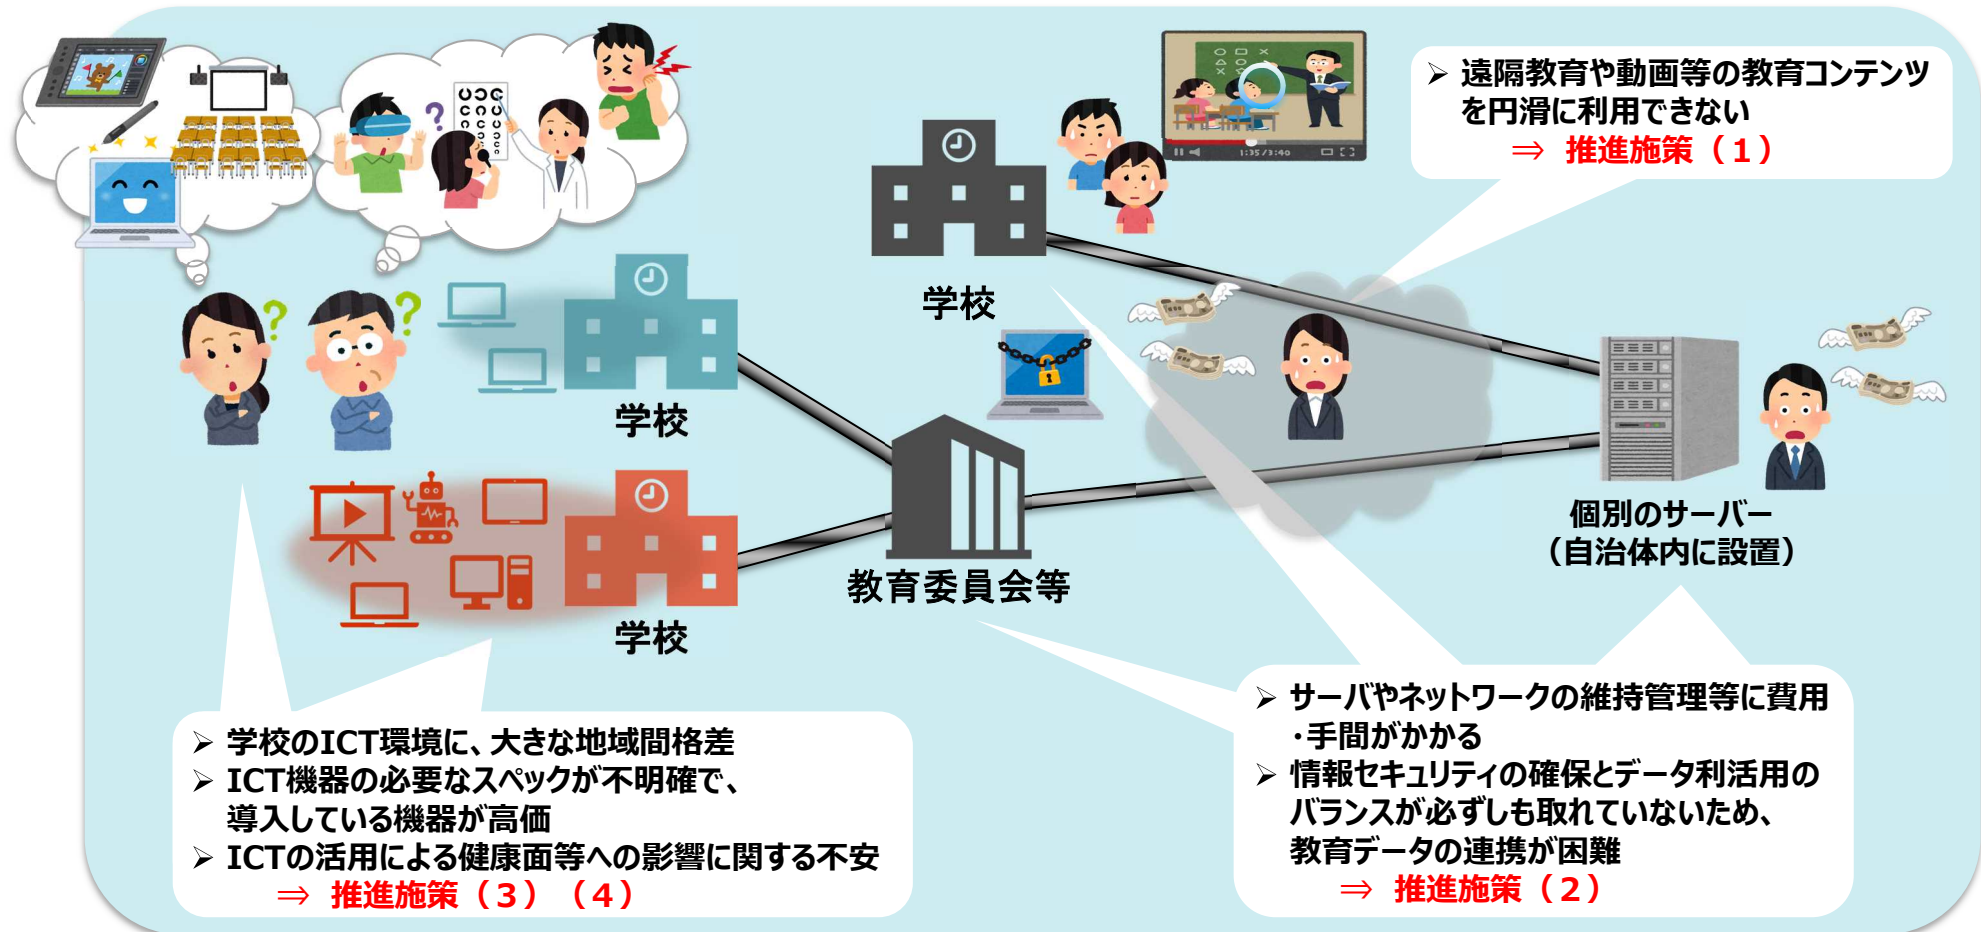 ➢ 遠隔教育や動画等の教育コンテンツ
を円滑に利用できない
⇒ 推進施策（１）
1:35/3:40
学校
学校
学校
教育委員会等
個別のサーバー
（自治体内に設置）
➢ 学校のICT環境に、大きな地域間格差
➢ ICT機器の必要なスペックが不明確で、
導入している機器が高価
➢ ICTの活用による健康面等への影響に関する不安
⇒ 推進施策（３）（４）
➢ サーバやネットワークの維持管理等に費用
・手間がかかる
➢ 情報セキュリティの確保とデータ利活用の
バランスが必ずしも取れていないため、
教育データの連携が困難
⇒ 推進施策（２）